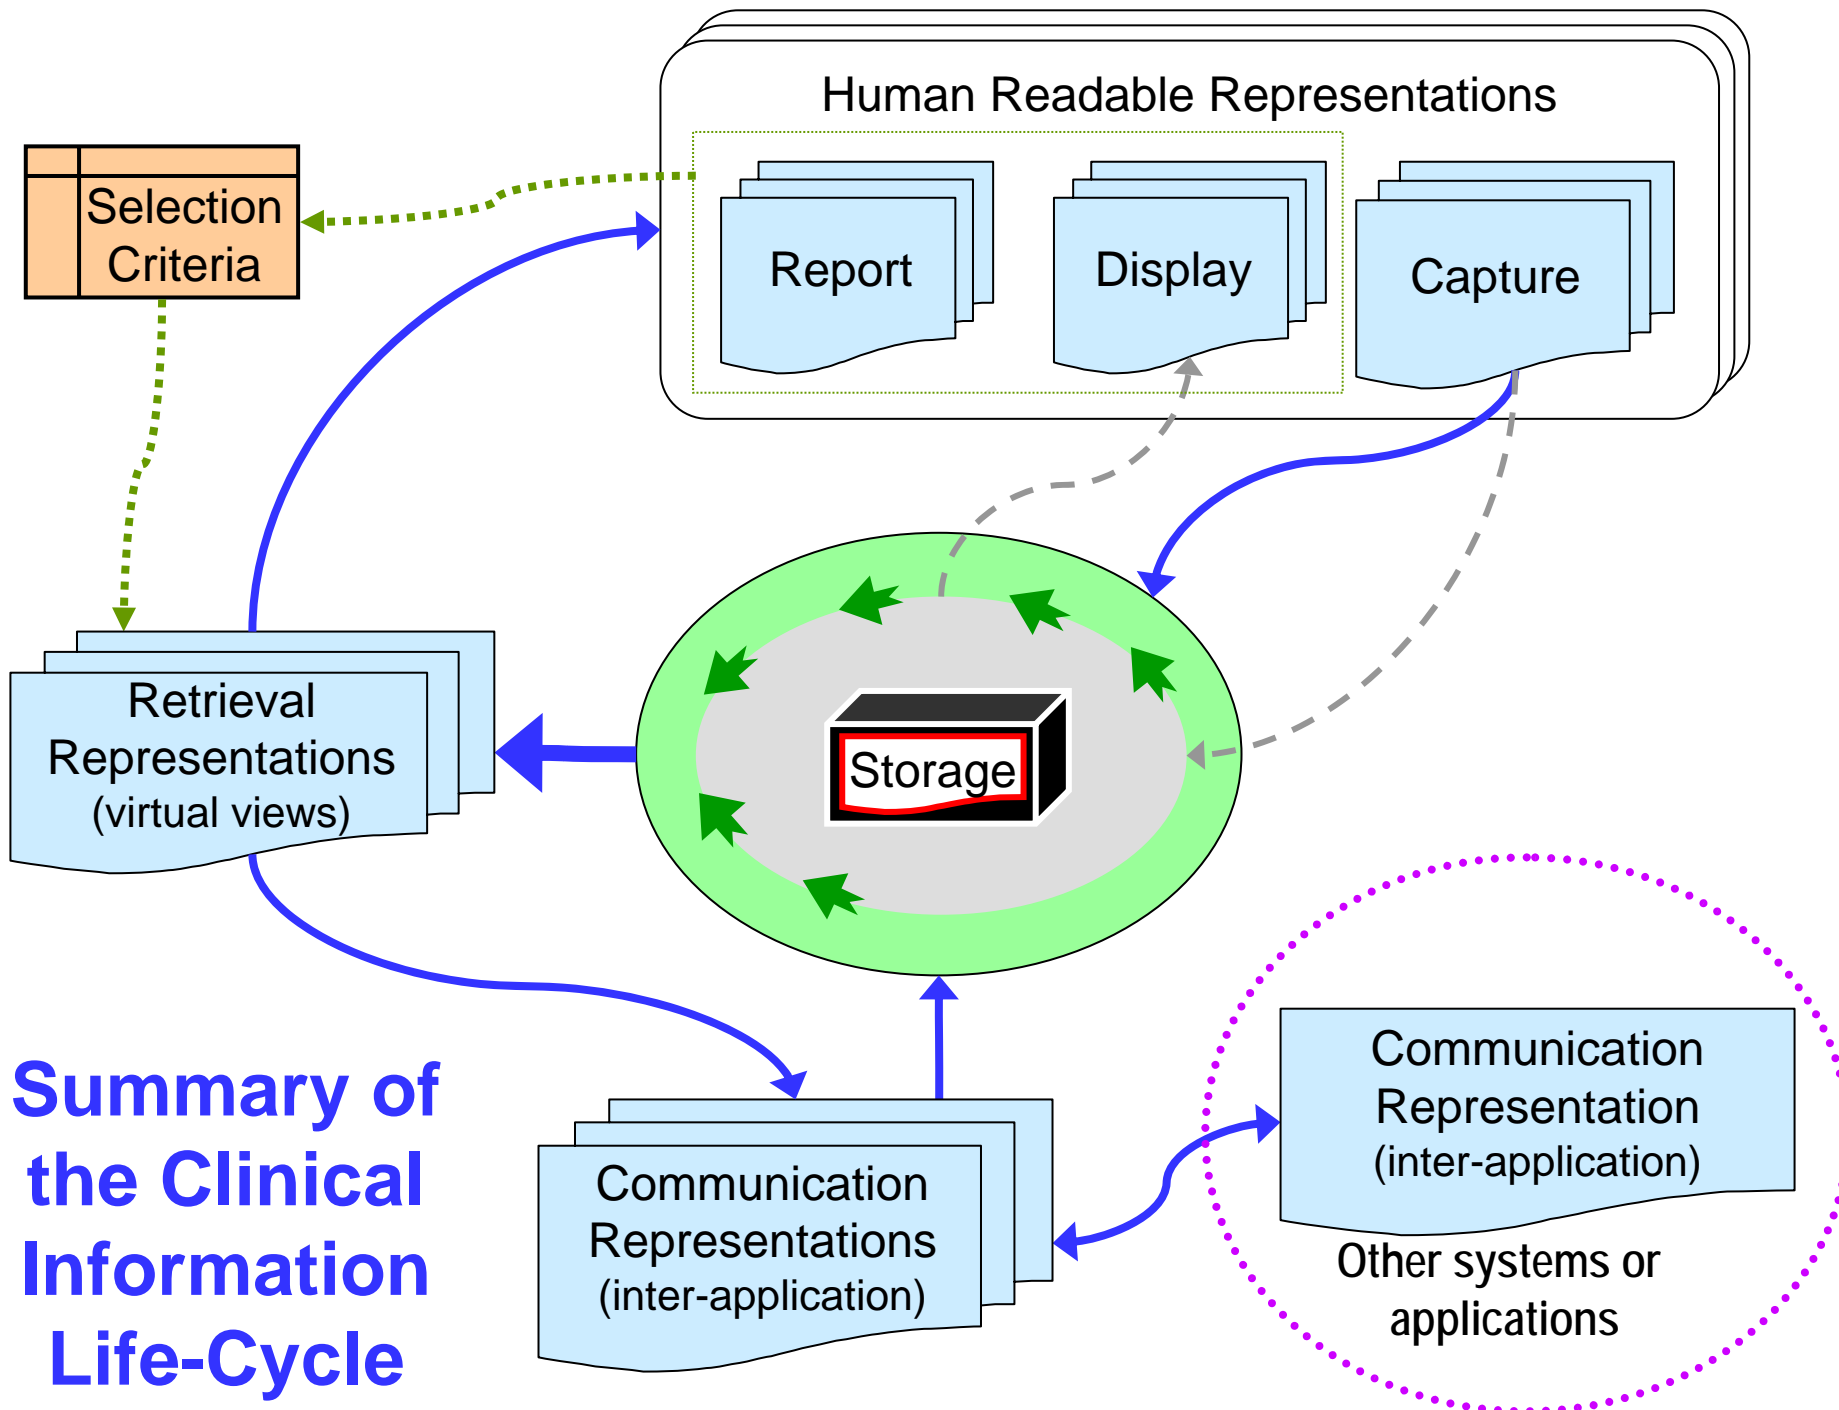 Human Readable Representations
Selection
Criteria
Report
Display
Capture
Retrieval
Representations
(virtual views)
Storage
Communication
Representation
(inter-application)
Other systems or
applications
Communication
Representations
(inter-application)
Summary of
the Clinical
Information
Life-Cycle